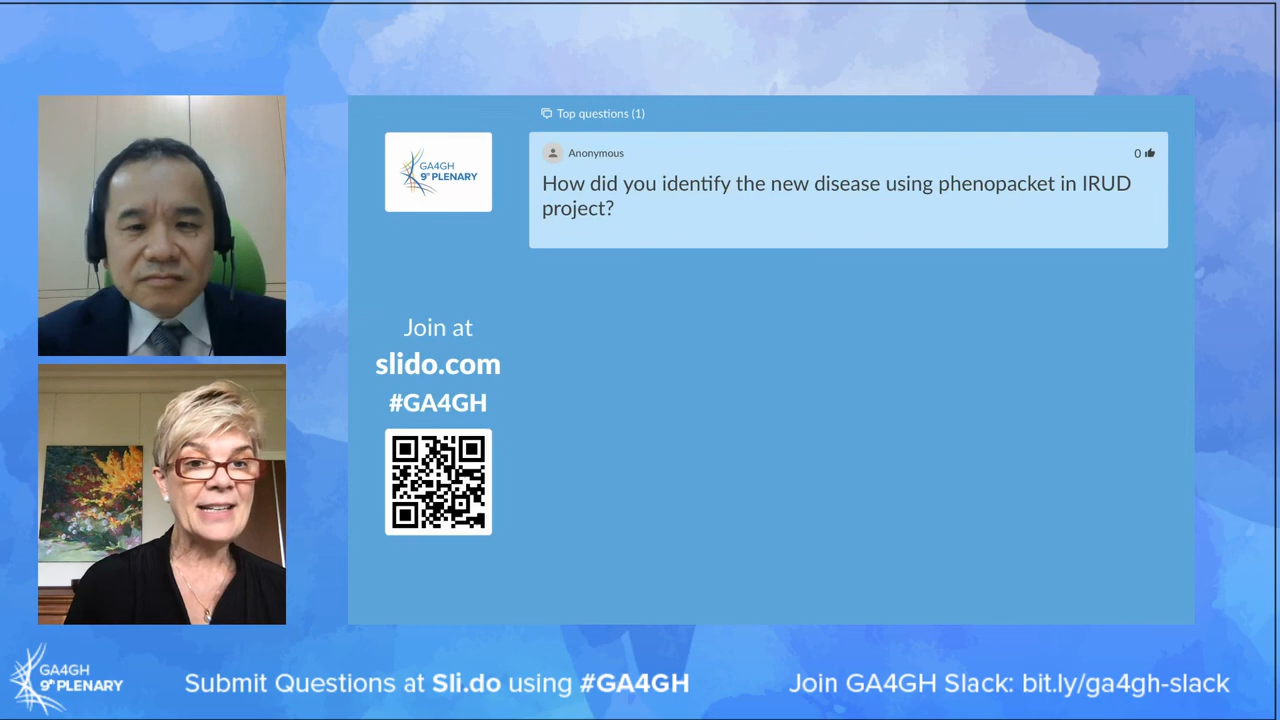 Top questions (1)
GA4GH
9th PLENARY
Anonymous
0
How did you identify the new disease using phenopacket in IRUD
project?
Join at
slido.com
#GA4GH
GA4GH
9th PLENARY
Submit Questions at Sli.do using #GA4GH
Join GA4GH Slack: bit.ly/ga4gh-slack